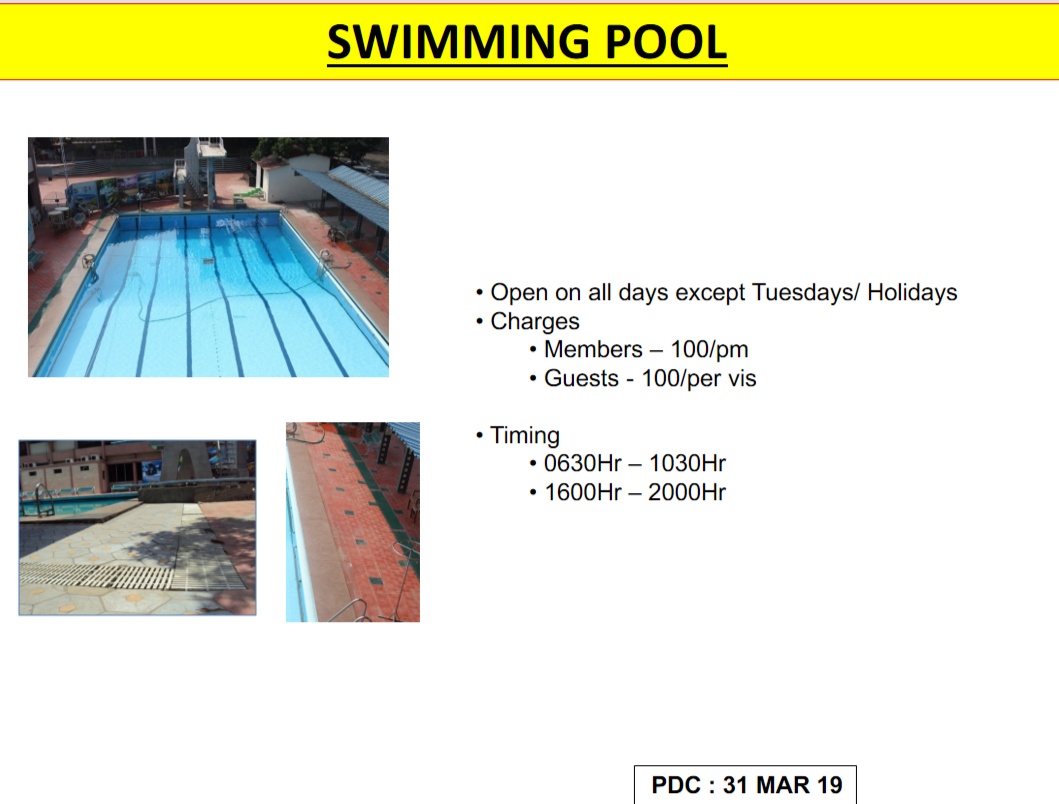 SWIMMING POOL
• Open on all days except Tuesdays/ Holidays
• Charges
• Members – 100/pm
• Guests - 100/per vis
• Timing
• 0630Hr – 1030Hr
• 1600Hr – 2000Hr
PDC : 31 MAR 19